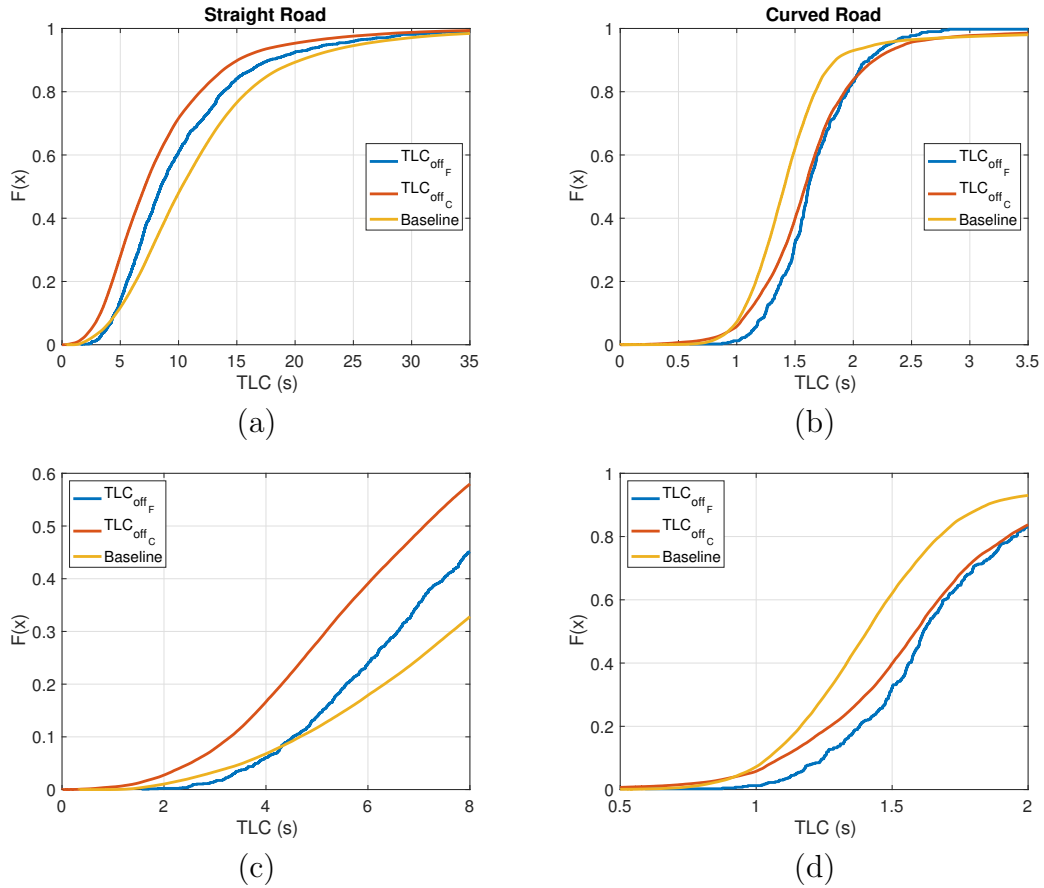 Straight Road
1
0.8
0.6
0.4
0.2
0
F(x)
0 5 10 15 20 25 30 35
TLC (s)
TLC_off_F
TLC_off_C
Baseline
(a)
Curved Road
1
0.8
0.6
0.4
0.2
0
F(x)
0 0.5 1 1.5 2 2.5 3 3.5
TLC (s)
TLC_off_F
TLC_off_C
Baseline
(b)
0.6
0.5
0.4
0.3
0.2
0.1
0
F(x)
0 2 4 6 8
TLC (s)
TLC_off_F
TLC_off_C
Baseline
(c)
1
0.8
0.6
0.4
0.2
0
F(x)
0.5 1 1.5 2
TLC (s)
TLC_off_F
TLC_off_C
Baseline
(d)